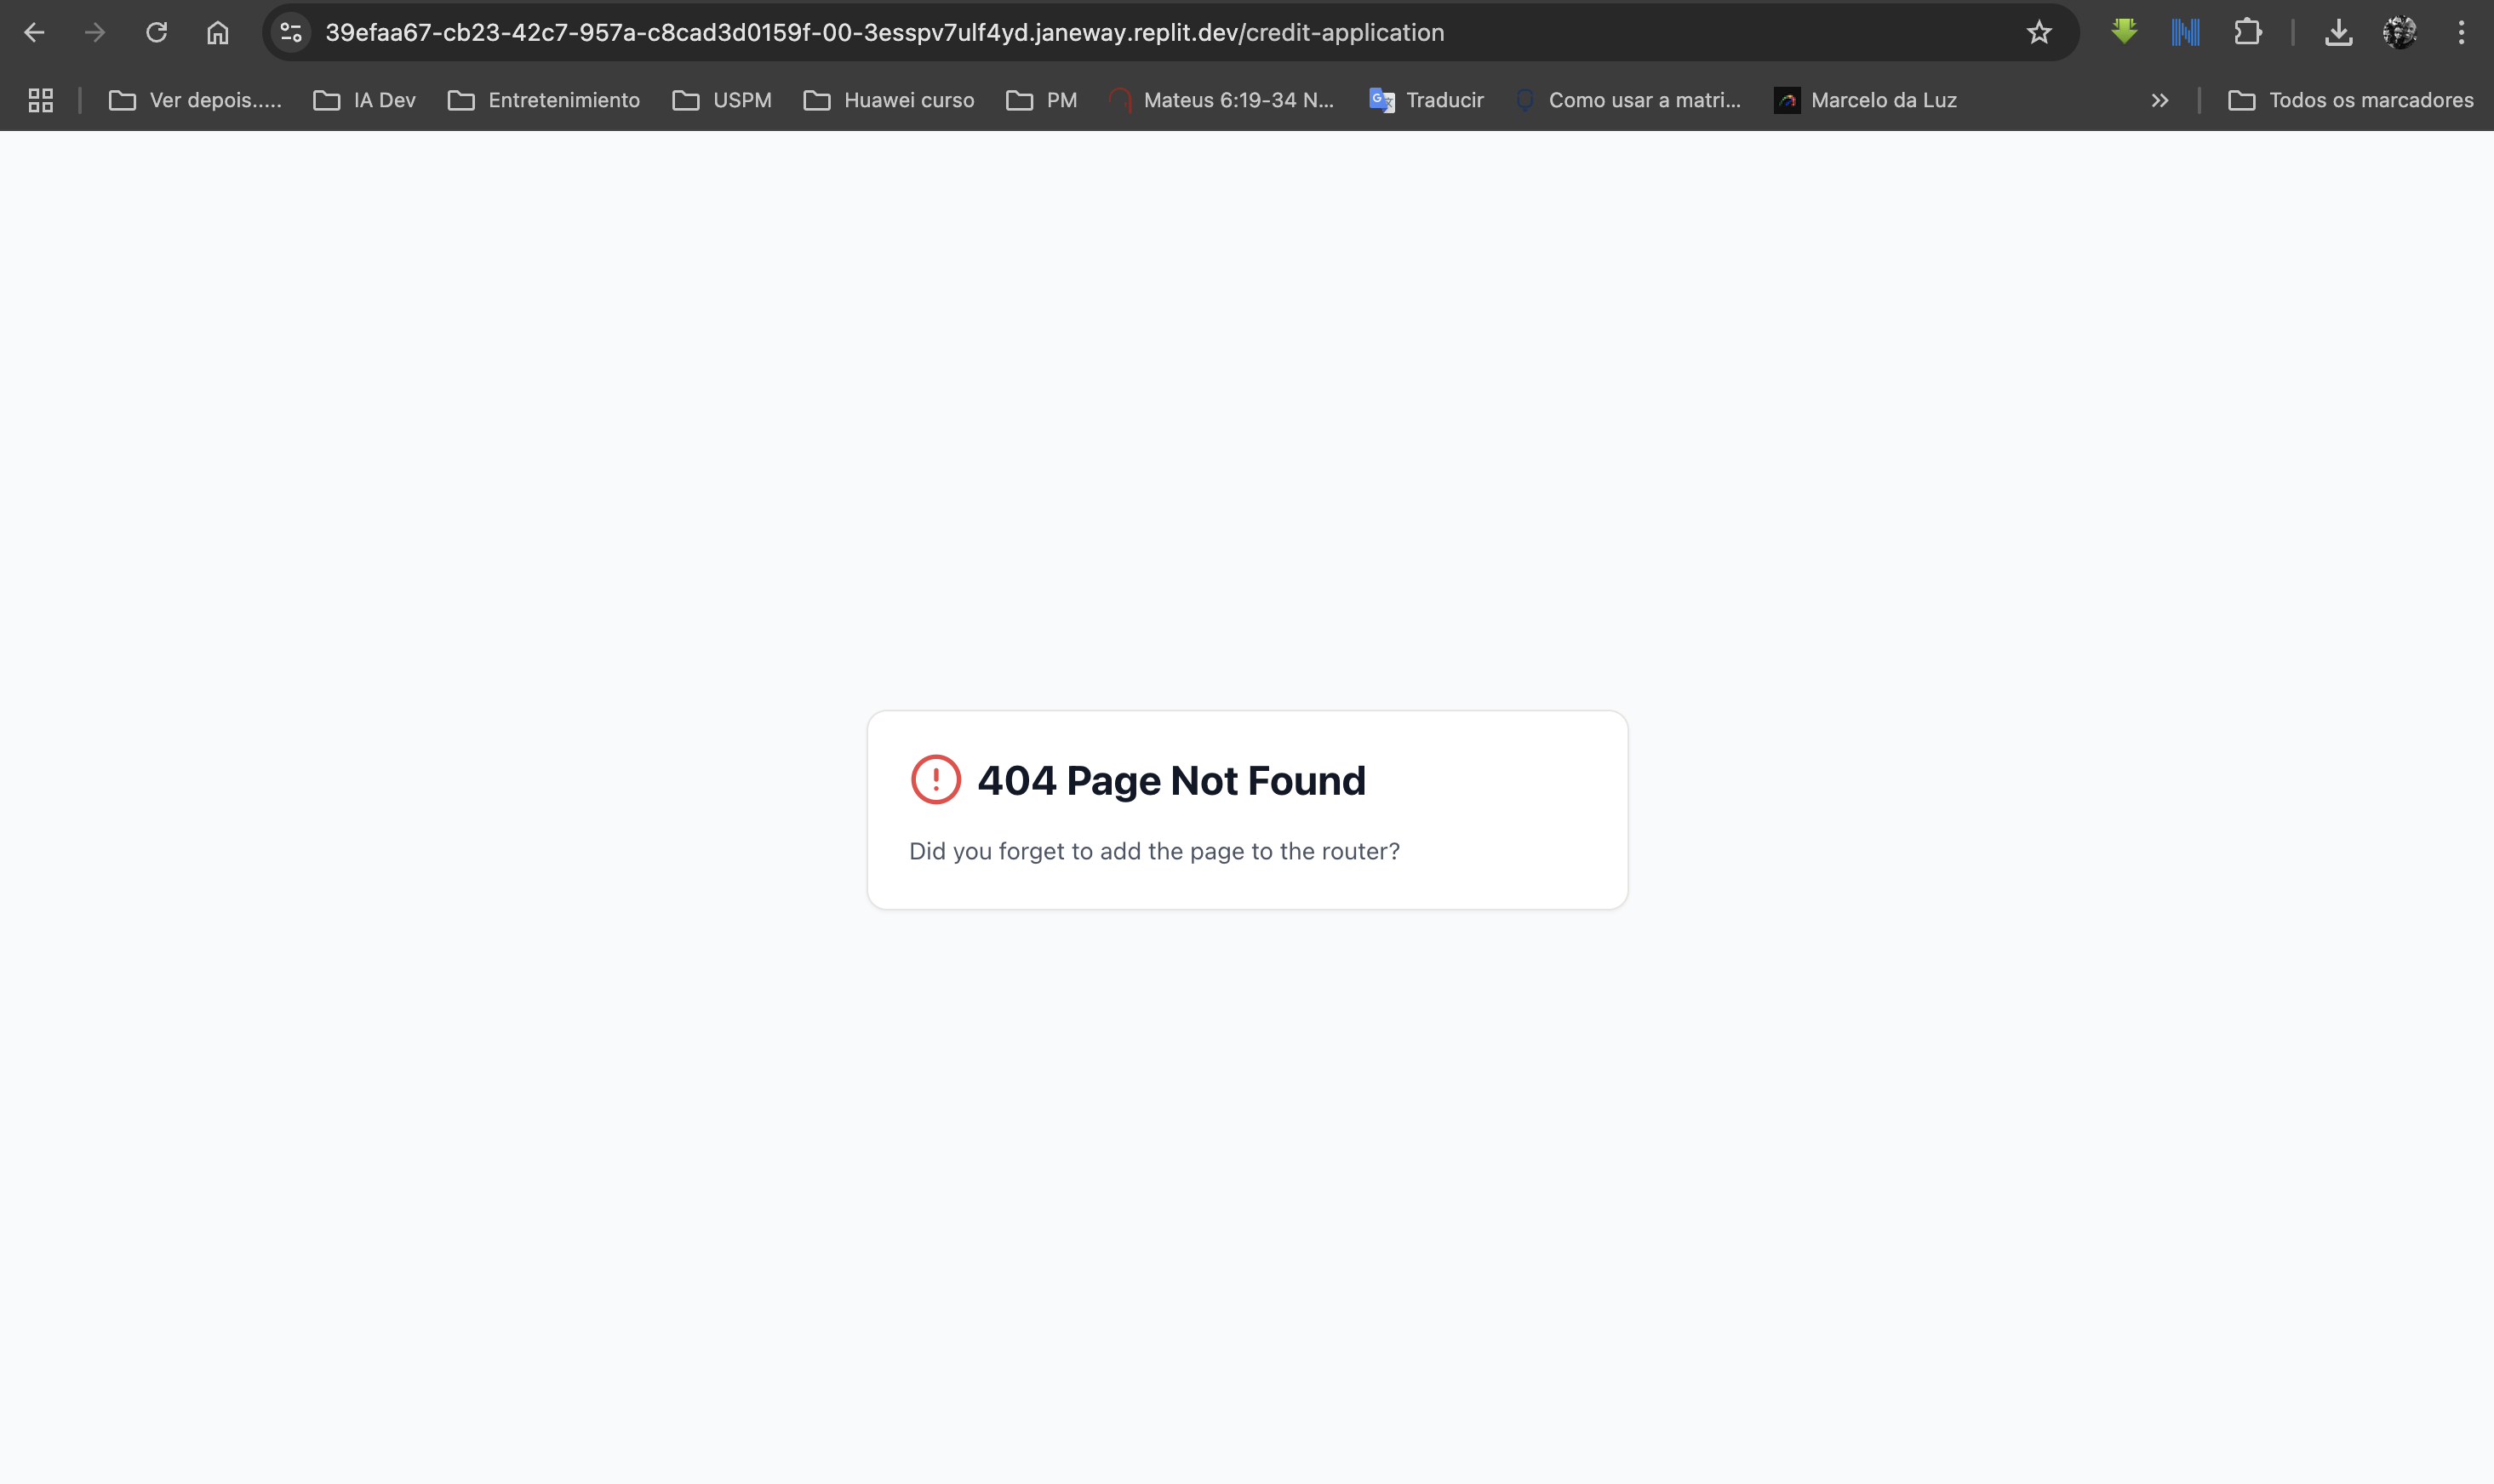 39efaa67-cb23-42c7-957a-c8cad3d0159f-00-3esspv7ulf4yd.janeway.replit.dev/credit-application
Ver depois..... IA Dev Entretenimiento USPM Huawei curso PM Mateus 6:19-34 N... Traducir Como usar a matri... Marcelo da Luz Todos os marcadores
404 Page Not Found
Did you forget to add the page to the router?